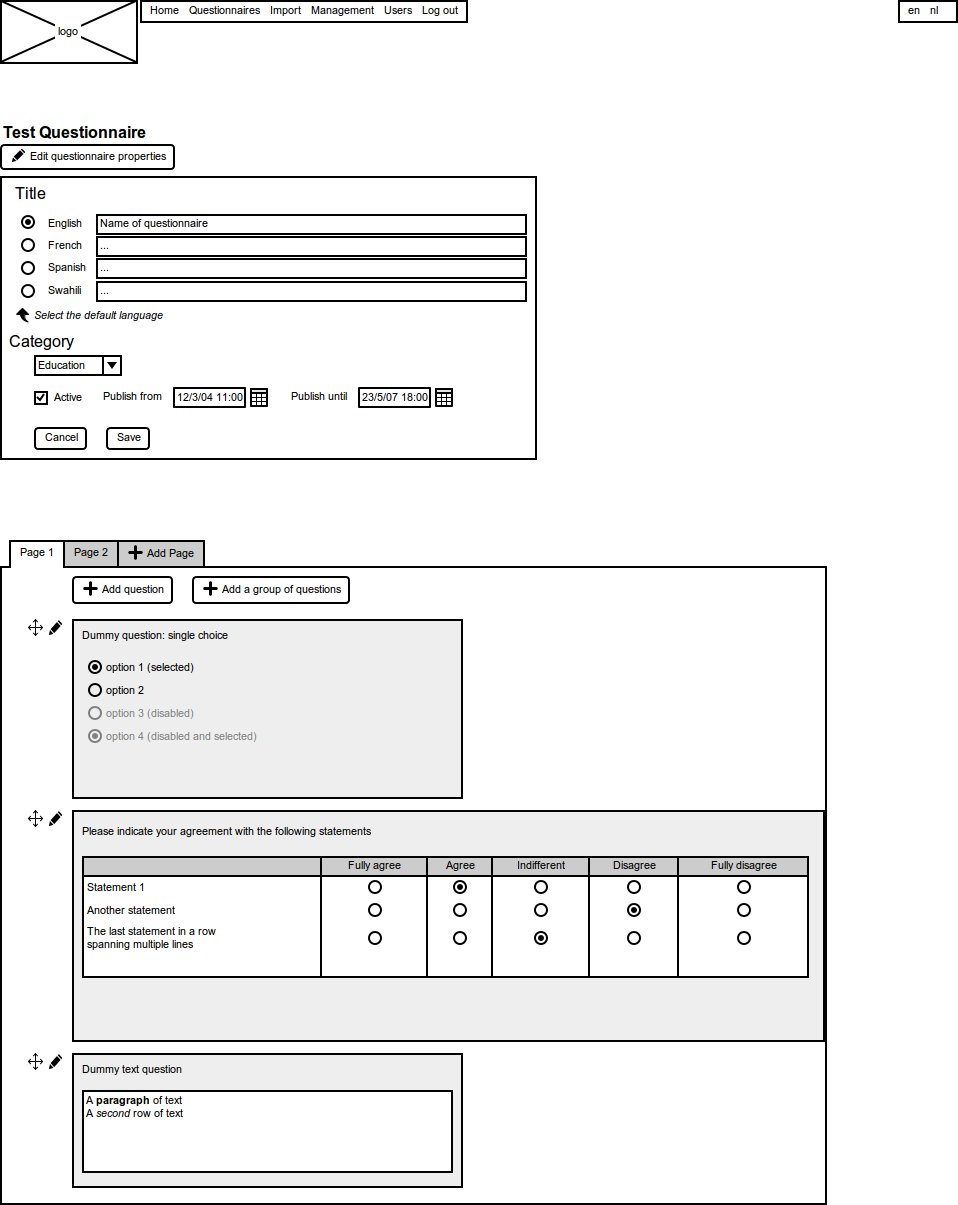 logo
Home Questionnaires Import Management Users Log out
en nl
Test Questionnaire
Edit questionnaire properties
Title
English Name of questionnaire
French ...
Spanish ...
Swahili ...
Select the default language
Category
Education
Active Publish from 12/3/04 11:00 Publish until 23/5/07 18:00
Cancel Save
Page 1 Page 2 Add Page
Add question Add a group of questions
Dummy question: single choice
option 1 (selected)
option 2
option 3 (disabled)
option 4 (disabled and selected)
Please indicate your agreement with the following statements
Fully agree Agree Indifferent Disagree Fully disagree
Statement 1
Another statement
The last statement in a row
spanning multiple lines
Dummy text question
A paragraph of text
A second row of text